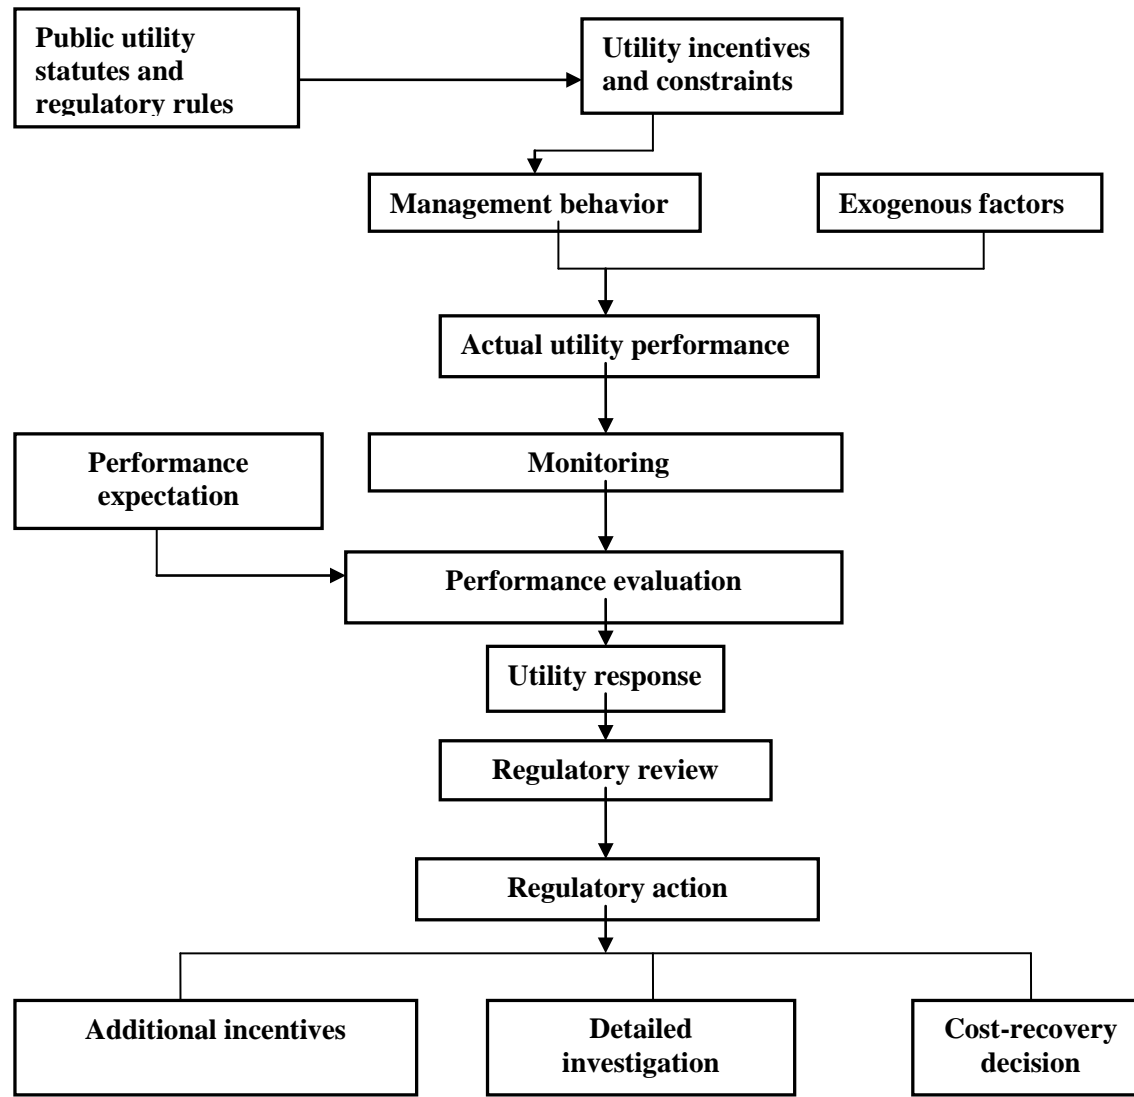 Public utility
statutes and
regulatory rules
Utility incentives
and constraints
Management behavior
Exogenous factors
Actual utility performance
Monitoring
Performance
expectation
Performance evaluation
Utility response
Regulatory review
Regulatory action
Additional incentives
Detailed
investigation
Cost-recovery
decision